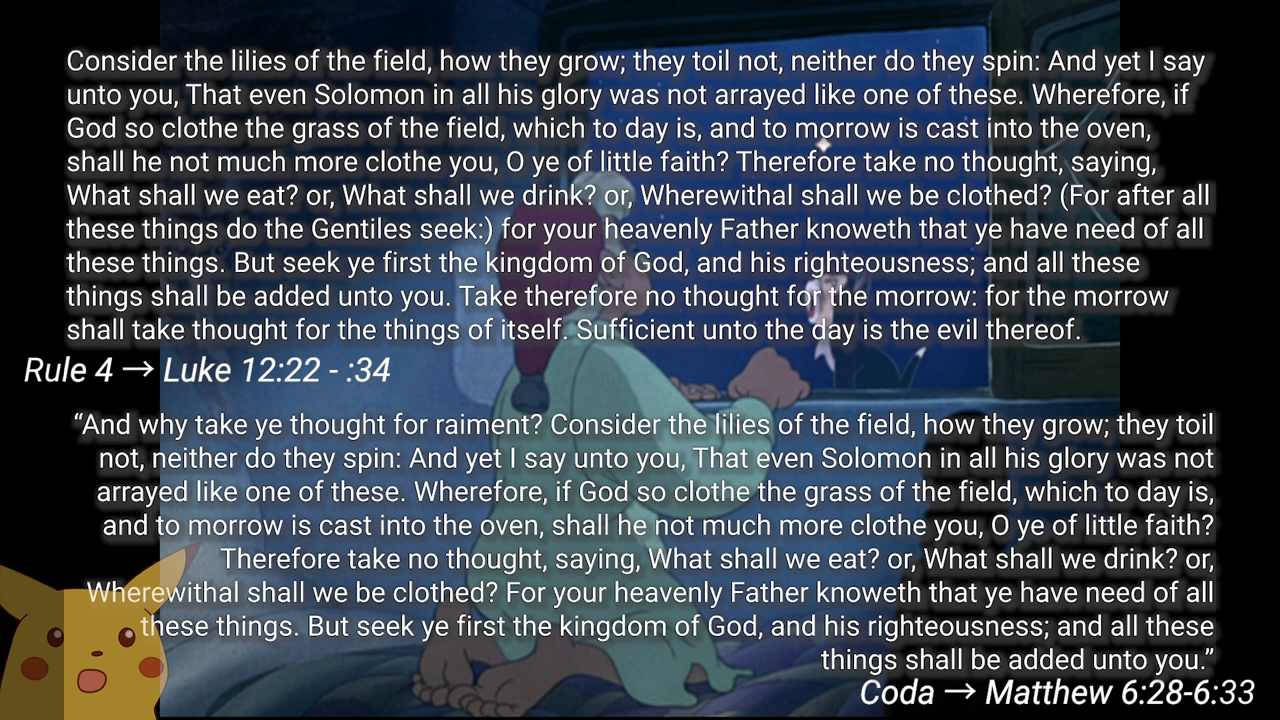 Consider the lilies of the field, how they grow; they toil not, neither do they spin: And yet I say
unto you, That even Solomon in all his glory was not arrayed like one of these. Wherefore, if
God so clothe the grass of the field, which to day is, and to morrow is cast into the oven,
shall he not much more clothe you, O ye of little faith? Therefore take no thought, saying,
What shall we eat? or, What shall we drink? or, Wherewithal shall we be clothed? (For after all
these things do the Gentiles seek:) for your heavenly Father knoweth that ye have need of all
these things. But seek ye first the kingdom of God, and his righteousness; and all these
things shall be added unto you. Take therefore no thought for the morrow: for the morrow
shall take thought for the things of itself. Sufficient unto the day is the evil thereof.
Rule 4 → Luke 12:22 - :34
“And why take ye thought for raiment? Consider the lilies of the field, how they grow; they toil
not, neither do they spin: And yet I say unto you, That even Solomon in all his glory was not
arrayed like one of these. Wherefore, if God so clothe the grass of the field, which to day is,
and to morrow is cast into the oven, shall he not much more clothe you, O ye of little faith?
Therefore take no thought, saying, What shall we eat? or, What shall we drink? or,
Wherewithal shall we be clothed? For your heavenly Father knoweth that ye have need of all
these things. But seek ye first the kingdom of God, and his righteousness; and all these
things shall be added unto you.”
Coda → Matthew 6:28-6:33